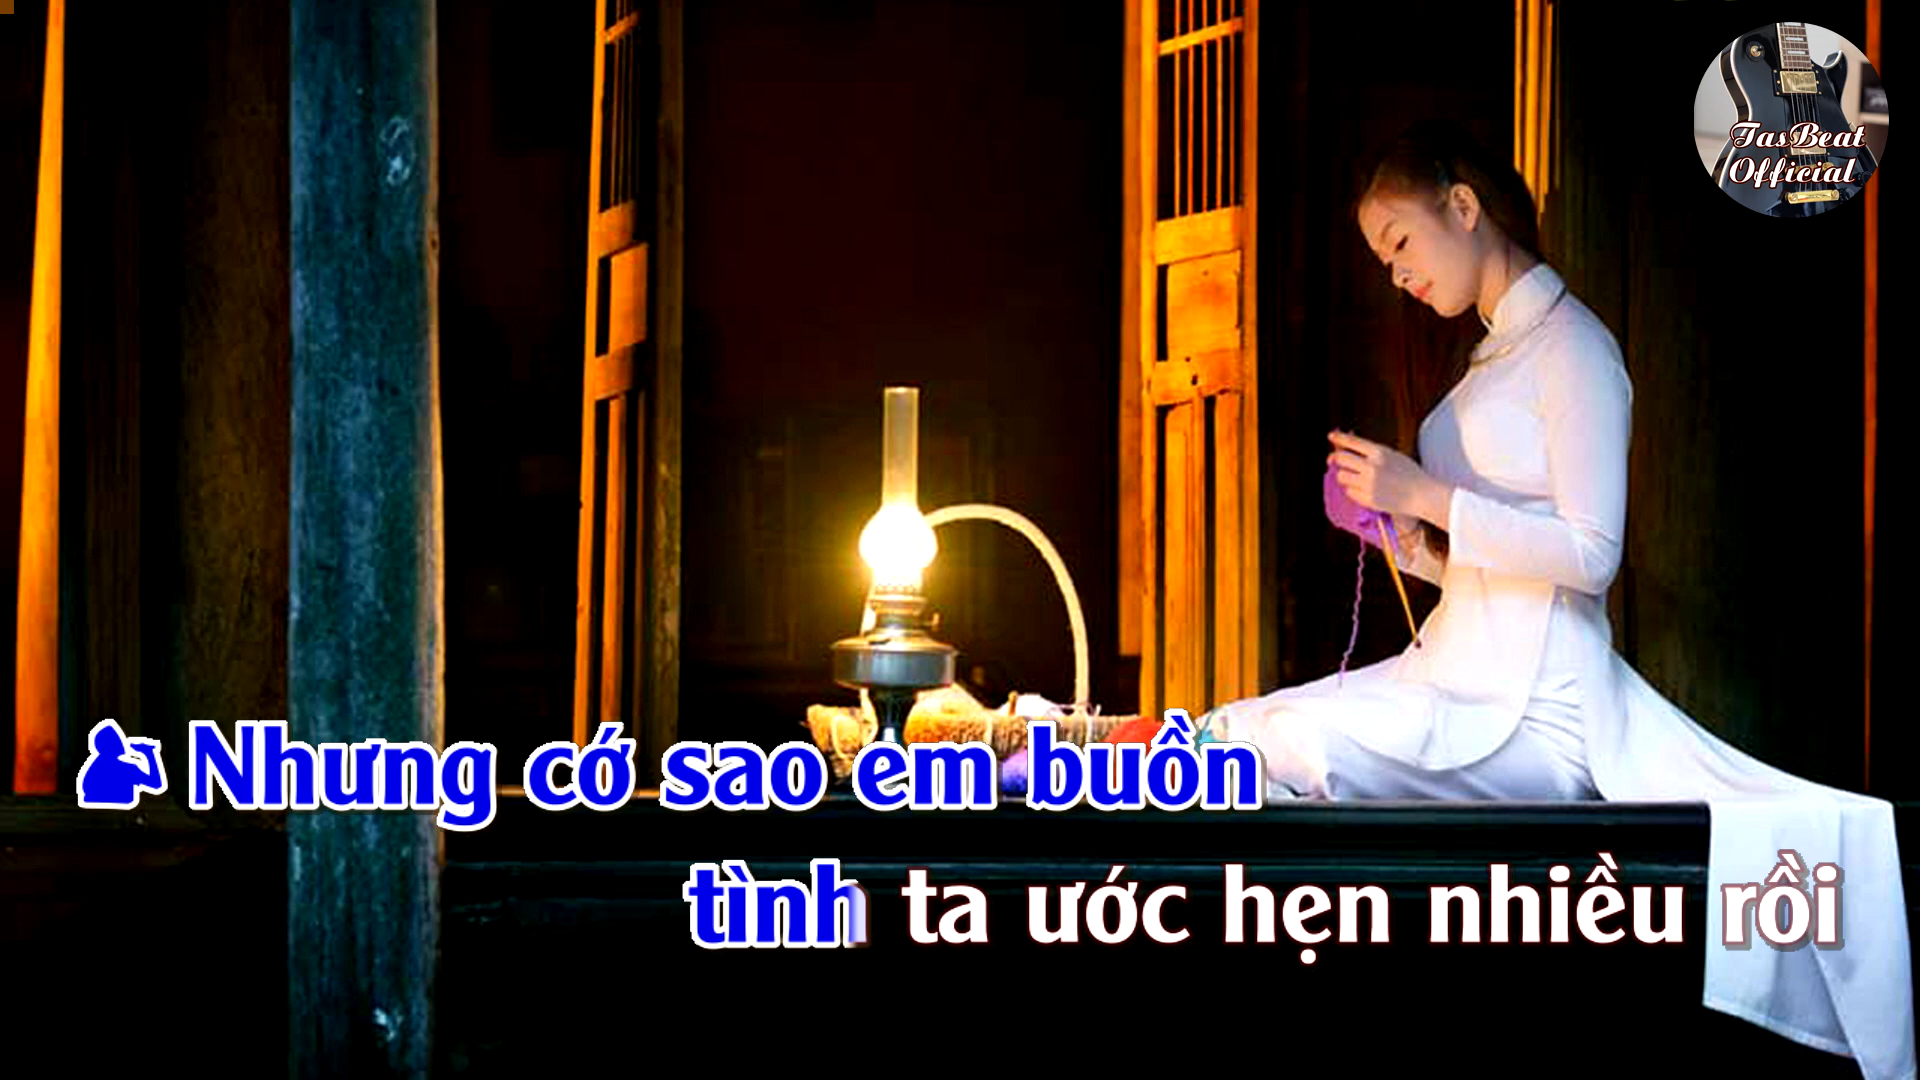 TasBeat
Official
Nhưng cớ sao em buồn
tình ta ước hẹn nhiều rồi